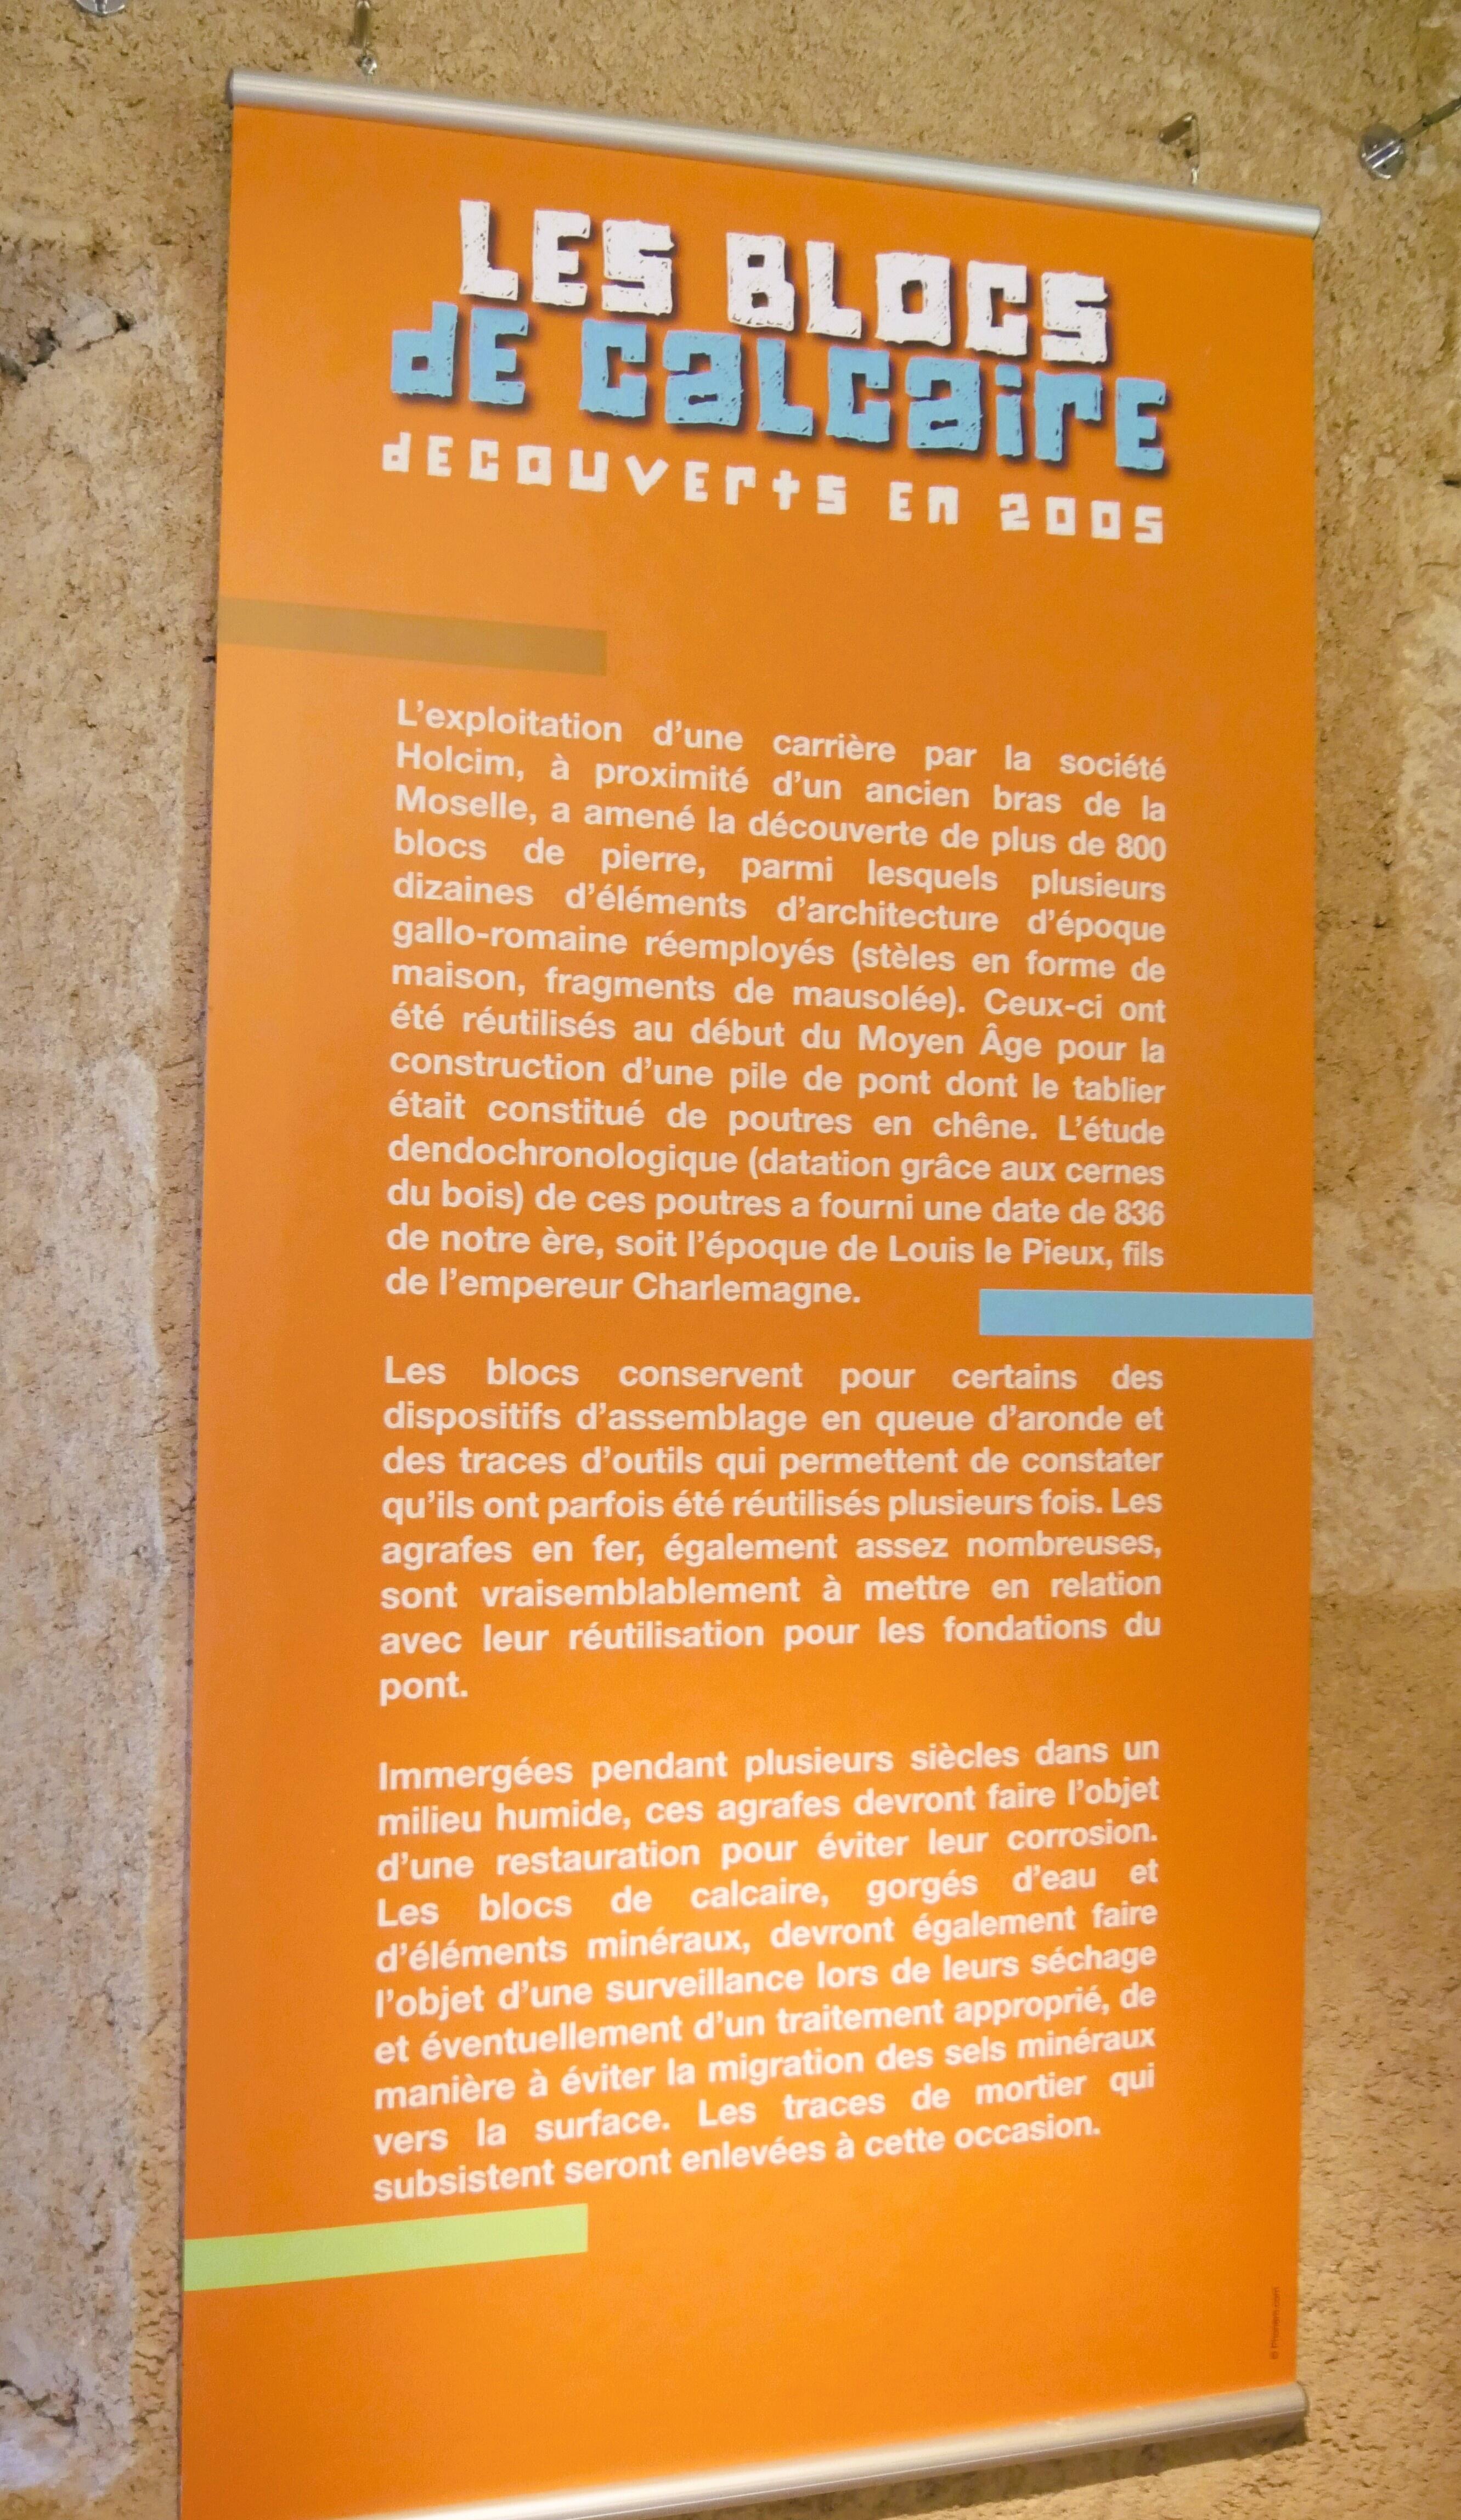 LES BLOCS
dE CaLCaiRE
dECOUVERTS EN 2005
L'exploitation d'une carrière par la société
Holcim, à proximité d'un ancien bras de la
Moselle, a amené la découverte de plus de 800
blocs de pierre, parmi lesquels plusieurs
dizaines d'éléments d'architecture d'époque
gallo-romaine réemployés (stèles en forme de
maison, fragments de mausolée). Ceux-ci ont
été réutilisés au début du Moyen Âge pour la
construction d'une pile de pont dont le tablier
était constitué de poutres en chêne. L'étude
dendochronologique (datation grâce aux cernes
du bois) de ces poutres a fourni une date de 836
de notre ère, soit l'époque de Louis le Pieux, fils
de l'empereur Charlemagne.
Les blocs conservent pour certains des
dispositifs d'assemblage en queue d'aronde et
des traces d'outils qui permettent de constater
qu'ils ont parfois été réutilisés plusieurs fois. Les
agrafes en fer, également assez nombreuses,
sont vraisemblablement à mettre en relation
avec leur réutilisation pour les fondations du
pont.
Immergées pendant plusieurs siècles dans un
milieu humide, ces agrafes devront faire l'objet
d'une restauration pour éviter leur corrosion.
Les blocs de calcaire, gorgés d'eau et
d'éléments minéraux, devront également faire
l'objet d'une surveillance lors de leurs séchage
et éventuellement d'un traitement approprié, de
manière à éviter la migration des sels minéraux
vers la surface. Les traces de mortier qui
subsistent seront enlevées à cette occasion.